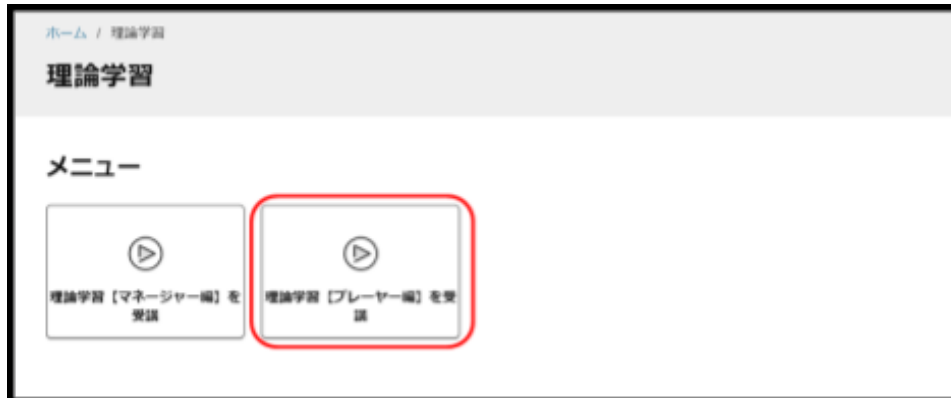 ホーム / 理論学習
理論学習
メニュー
理論学習【マネージャー編】を
受講
理論学習【プレーヤー編】を受
講